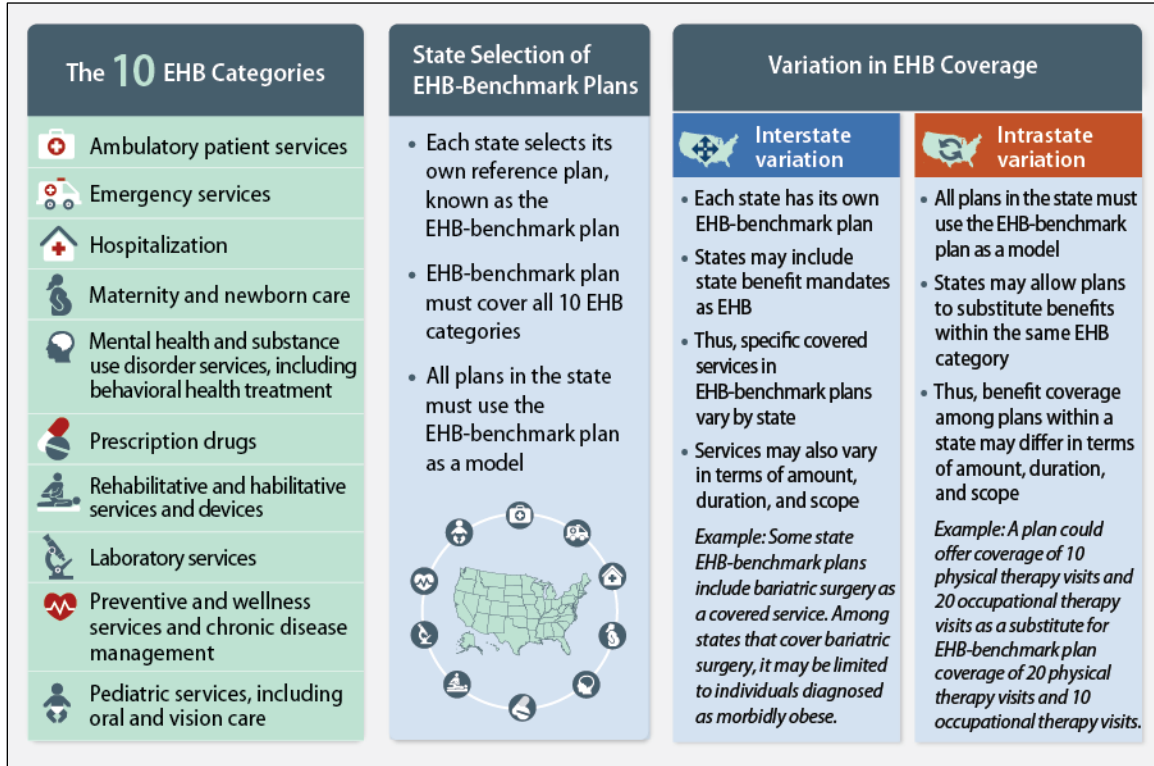 The 10 EHB Categories
Ambulatory patient services
Emergency services
Hospitalization
Maternity and newborn care
Mental health and substance
use disorder services, including
behavioral health treatment
Prescription drugs
Rehabilitative and habilitative
services and devices
Laboratory services
Preventive and wellness
services and chronic disease
management
Pediatric services, including
oral and vision care
State Selection of
EHB-Benchmark Plans
• Each state selects its
own reference plan,
known as the
EHB-benchmark plan
• EHB-benchmark plan
must cover all 10 EHB
categories
• All plans in the state
must use the
EHB-benchmark plan
as a model
Variation in EHB Coverage
Interstate
variation
• Each state has its own
EHB-benchmark plan
• States may include
state benefit mandates
as EHB
• Thus, specific covered
services in
EHB-benchmark plans
vary by state
• Services may also vary
in terms of amount,
duration, and scope
Example: Some state
EHB-benchmark plans
include bariatric surgery as
a covered service. Among
states that cover bariatric
surgery, it may be limited
to individuals diagnosed
as morbidly obese.
Intrastate
variation
• All plans in the state must
use the EHB-benchmark
plan as a model
• States may allow plans
to substitute benefits
within the same EHB
category
• Thus, benefit coverage
among plans within a
state may differ in terms
of amount, duration,
and scope
Example: A plan could
offer coverage of 10
physical therapy visits and
20 occupational therapy
visits as a substitute for
EHB-benchmark plan
coverage of 20 physical
therapy visits and 10
occupational therapy visits.